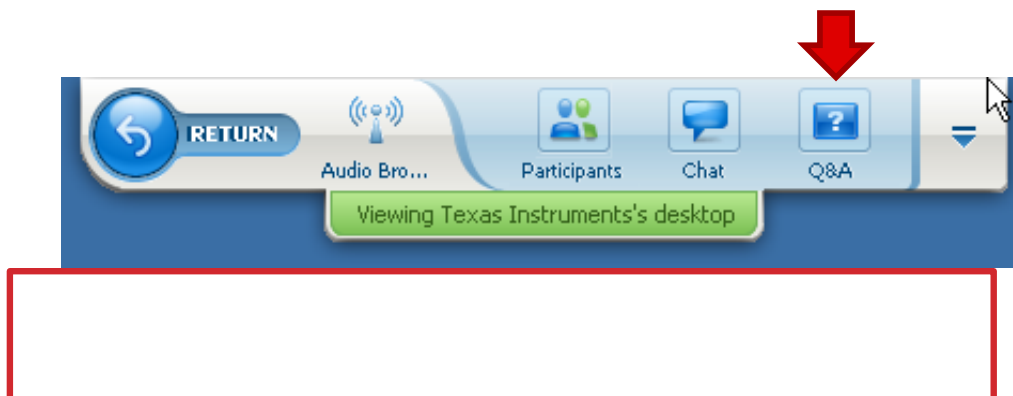 RETURN
Audio Bro...
Participants
Chat
?
Q&A
Viewing Texas Instruments's desktop